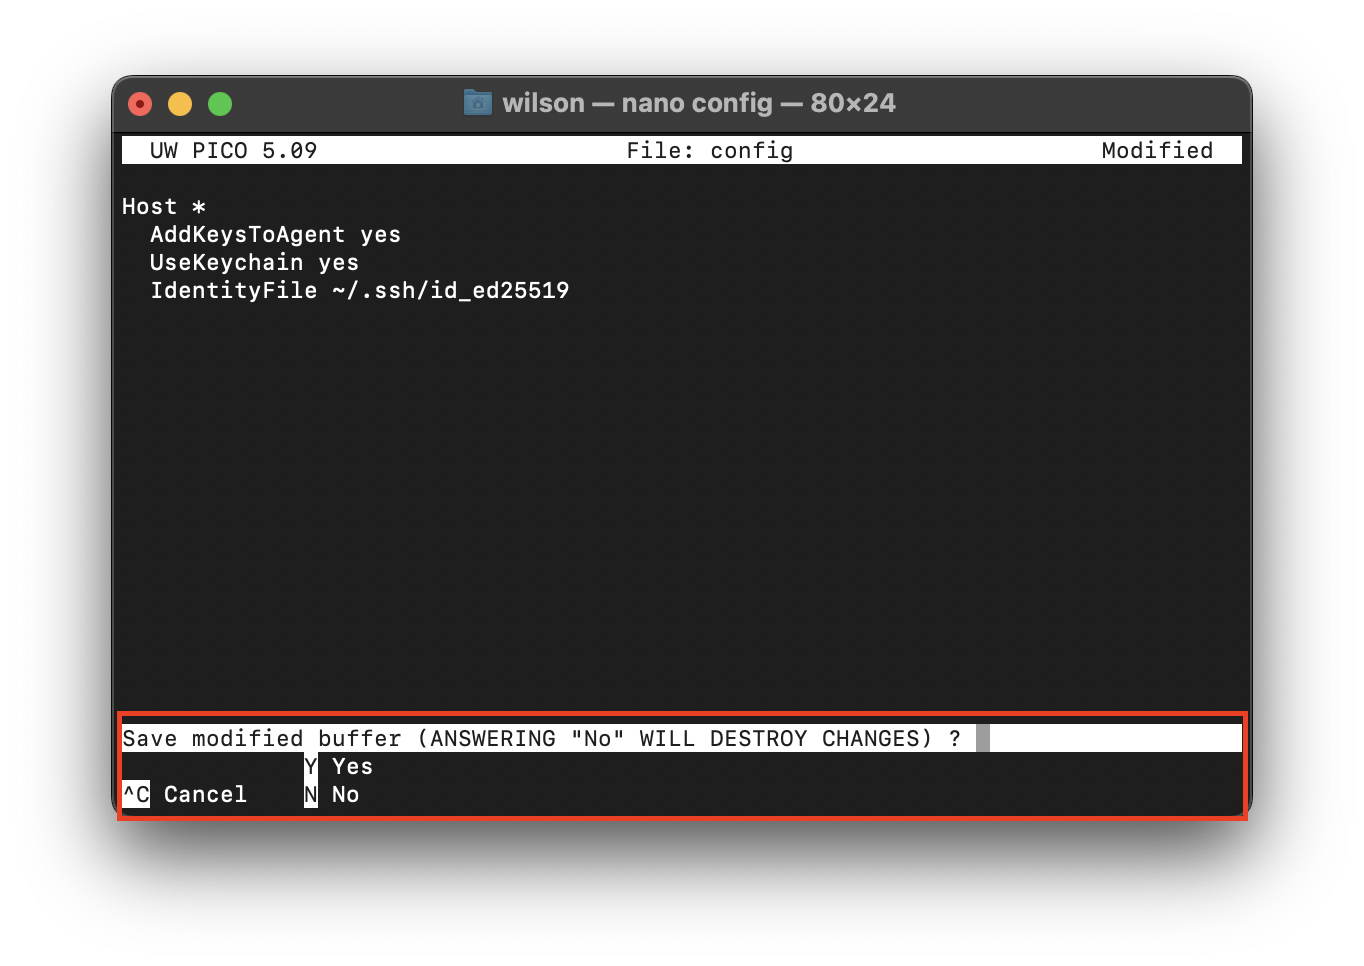 wilson — nano config — 80×24
UW PICO 5.09 File: config Modified
Host *
AddKeysToAgent yes
UseKeychain yes
IdentityFile ~/.ssh/id_ed25519
Save modified buffer (ANSWERING "No" WILL DESTROY CHANGES) ?
Y Yes
^C Cancel N No